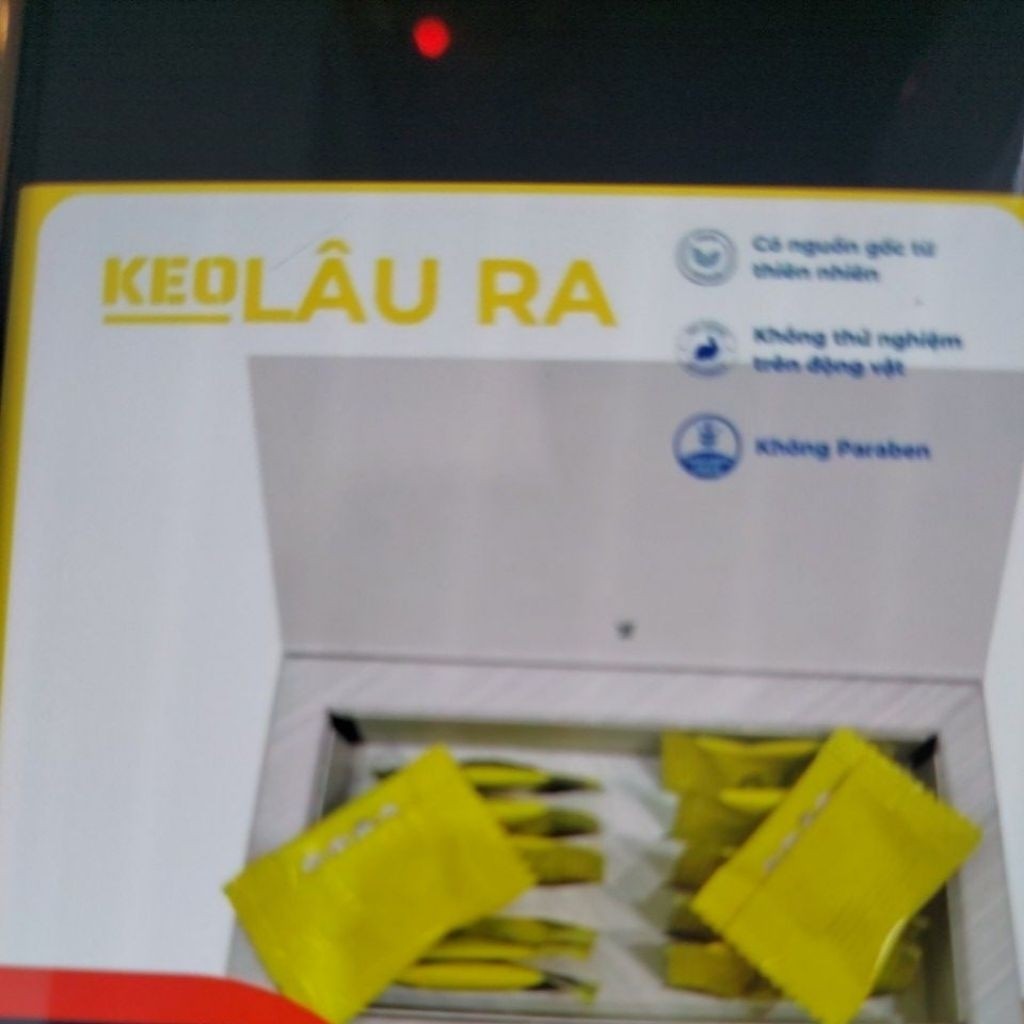 KEO LÂU RA
Có nguồn gốc từ
thiên nhiên
Không thử nghiệm
trên động vật
Không Paraben